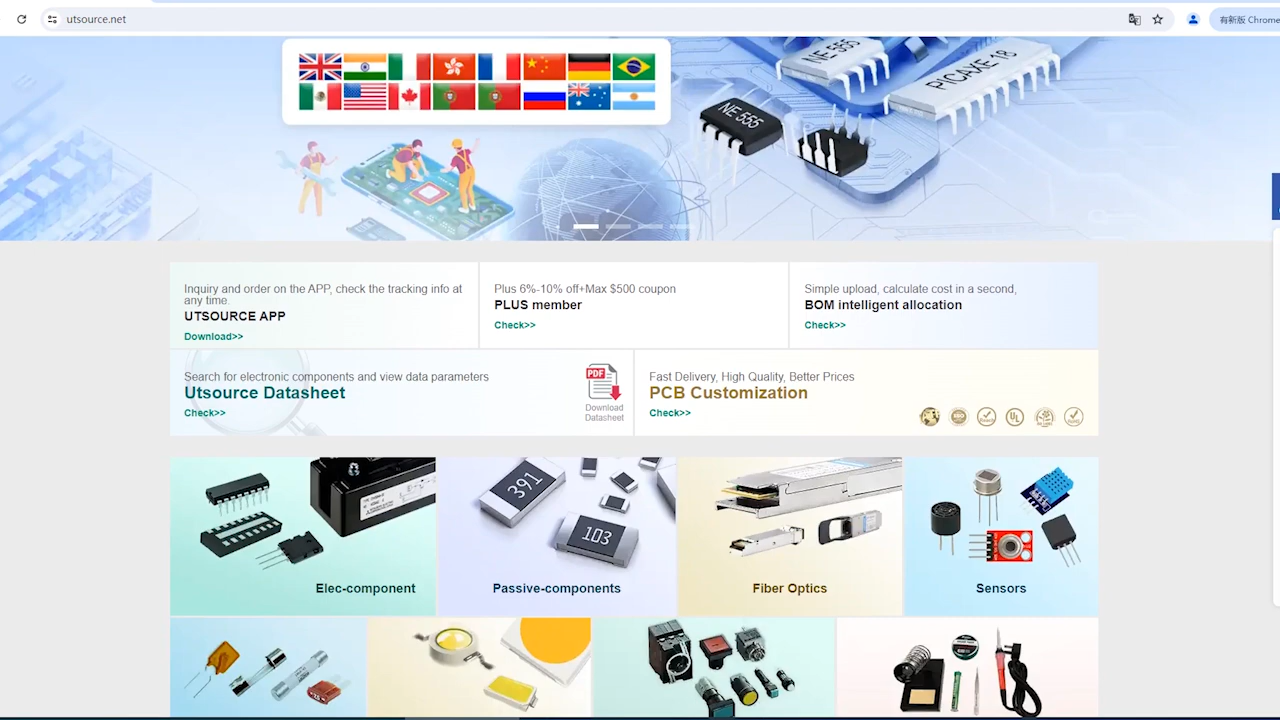 utsource.net
有新版 Chrome
NE 555
PICAXE-18
NE 555
Inquiry and order on the APP, check the tracking info at
any time.
UTSOURCE APP
Download>>
Plus 6%-10% off+Max $500 coupon
PLUS member
Check>>
Simple upload, calculate cost in a second,
BOM intelligent allocation
Check>>
Search for electronic components and view data parameters
Utsource Datasheet
Check>>
PDF
Download
Datasheet
Fast Delivery, High Quality, Better Prices
PCB Customization
Check>>
UL
391
103
Elec-component
Passive-components
Fiber Optics
Sensors